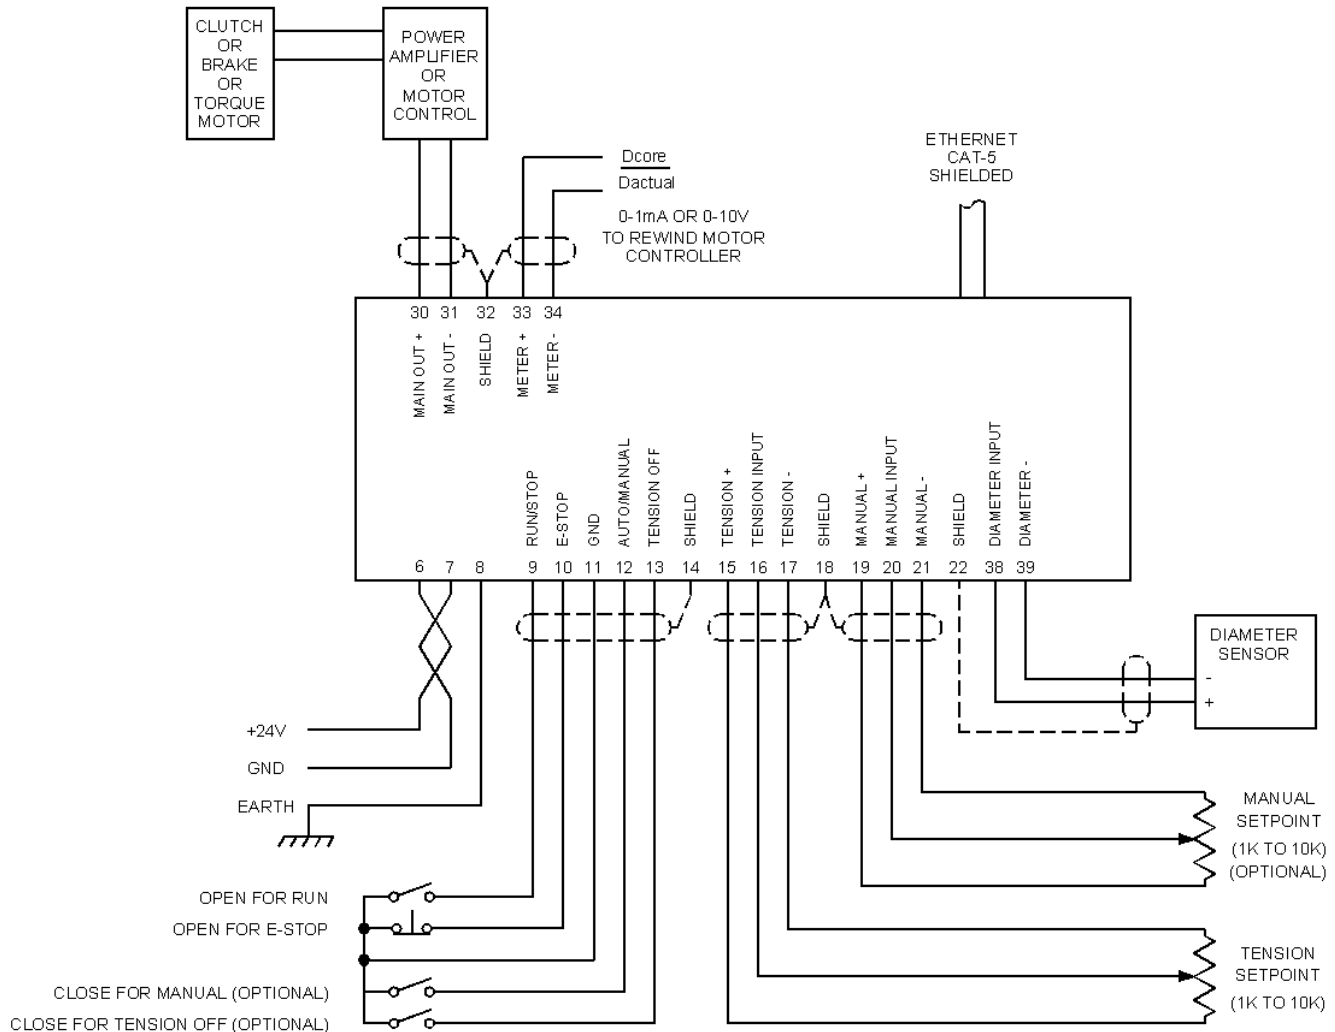 CLUTCH
OR
BRAKE
OR
TORQUE
MOTOR
POWER
AMPLIFIER
OR
MOTOR
CONTROL
Dcore
Dactual
0-1mA OR 0-10V
TO REWIND MOTOR
CONTROLLER
ETHERNET
CAT-5
SHIELDED
30 31 32 33 34
MAIN OUT +
MAIN OUT -
SHIELD
METER +
METER -
RUN/STOP
E-STOP
GND
AUTO/MANUAL
TENSION OFF
SHIELD
TENSION +
TENSION INPUT
TENSION -
SHIELD
MANUAL +
MANUAL INPUT
MANUAL -
SHIELD
DIAMETER INPUT
DIAMETER -
6 7 8 9 10 11 12 13 14 15 16 17 18 19 20 21 22 38 39
DIAMETER
SENSOR
-
+
+24V
GND
EARTH
MANUAL
SETPOINT
(1K TO 10K)
(OPTIONAL)
OPEN FOR RUN
OPEN FOR E-STOP
CLOSE FOR MANUAL (OPTIONAL)
CLOSE FOR TENSION OFF (OPTIONAL)
TENSION
SETPOINT
(1K TO 10K)